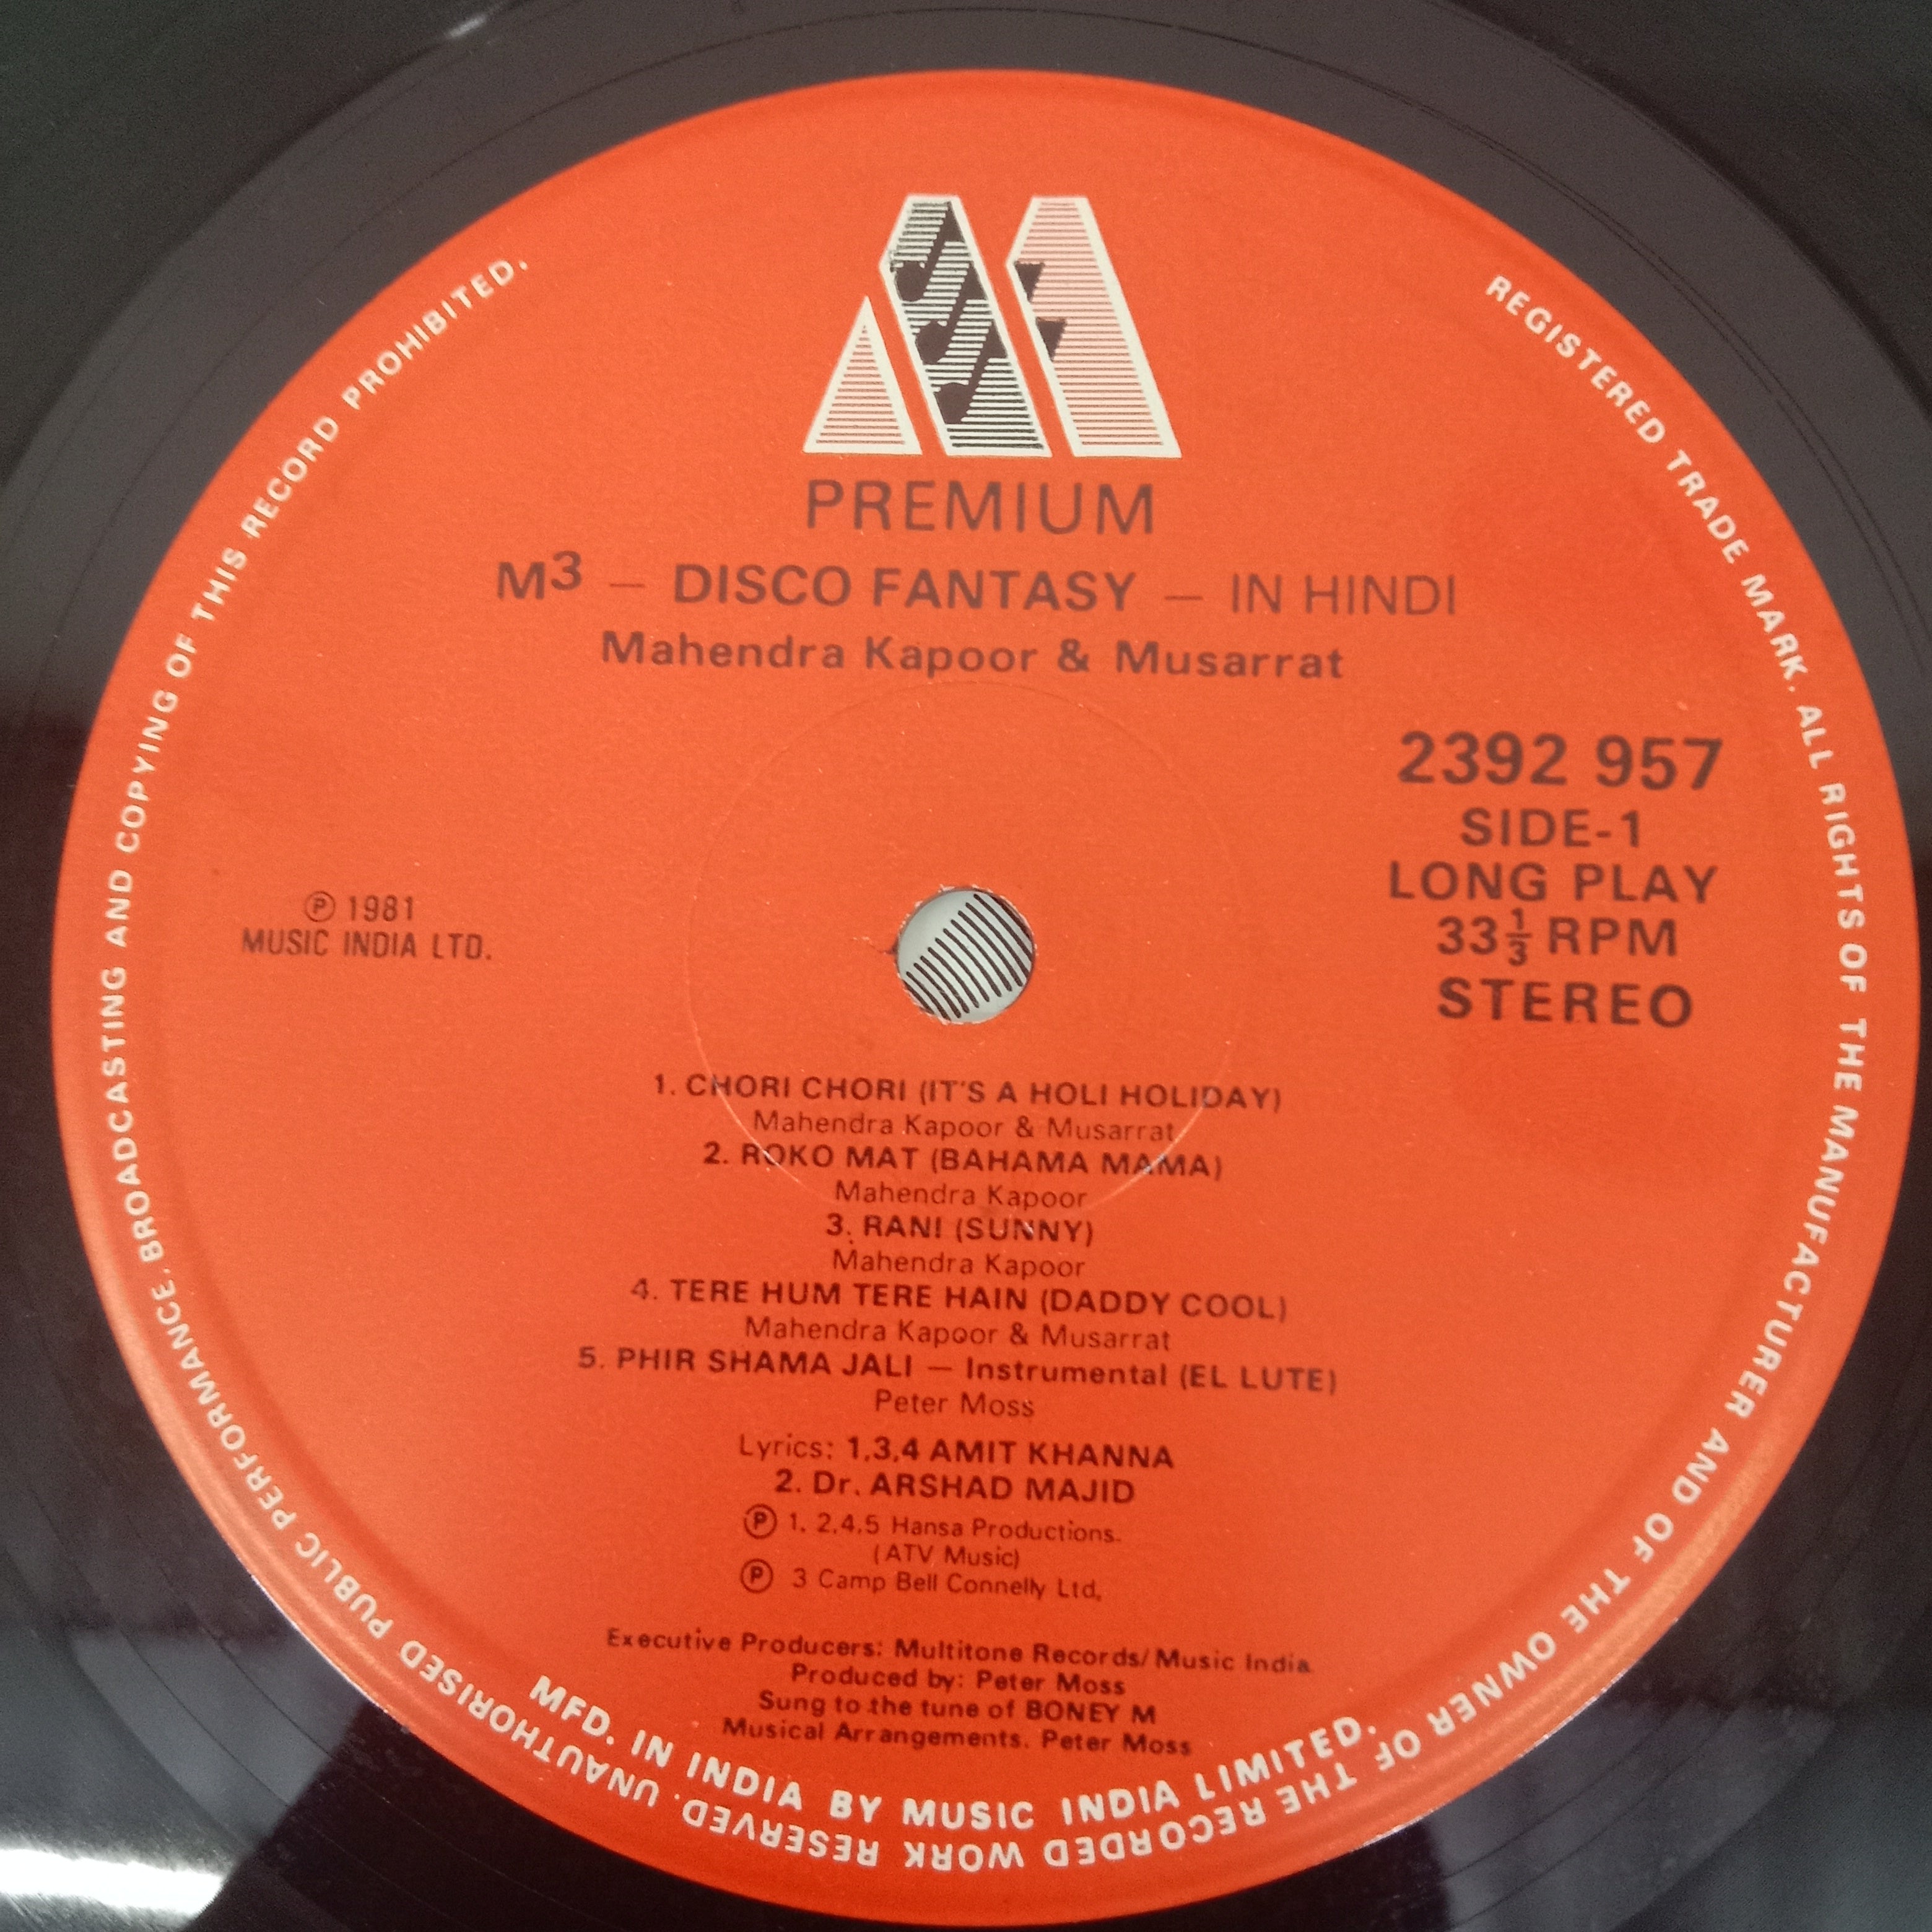 PREMIUM
M³ — DISCO FANTASY — IN HINDI
Mahendra Kapoor & Musarrat
2392 957
SIDE-1
LONG PLAY
33⅓ RPM
STEREO
Ⓟ 1981
MUSIC INDIA LTD.
1. CHORI CHORI (IT'S A HOLI HOLIDAY)
Mahendra Kapoor & Musarrat
2. ROKO MAT (BAHAMA MAMA)
Mahendra Kapoor
3. RANI (SUNNY)
Mahendra Kapoor
4. TERE HUM TERE HAIN (DADDY COOL)
Mahendra Kapoor & Musarrat
5. PHIR SHAMA JALI — Instrumental (EL LUTE)
Peter Moss
Lyrics: 1,3,4 AMIT KHANNA
2. Dr. ARSHAD MAJID
Ⓟ 1, 2,4,5 Hansa Productions.
(ATV Music)
Ⓟ 3 Camp Bell Connelly Ltd,
Executive Producers: Multitone Records/Music India
Produced by: Peter Moss
Sung to the tune of BONEY M
Musical Arrangements. Peter Moss
MFD. IN INDIA BY MUSIC INDIA LIMITED.
REGISTERED TRADE MARK. ALL RIGHTS OF THE MANUFACTURER AND OF THE OWNER OF THE RECORDED WORK RESERVED. UNAUTHORISED PUBLIC PERFORMANCE. BROADCASTING AND COPYING OF THIS RECORD PROHIBITED.